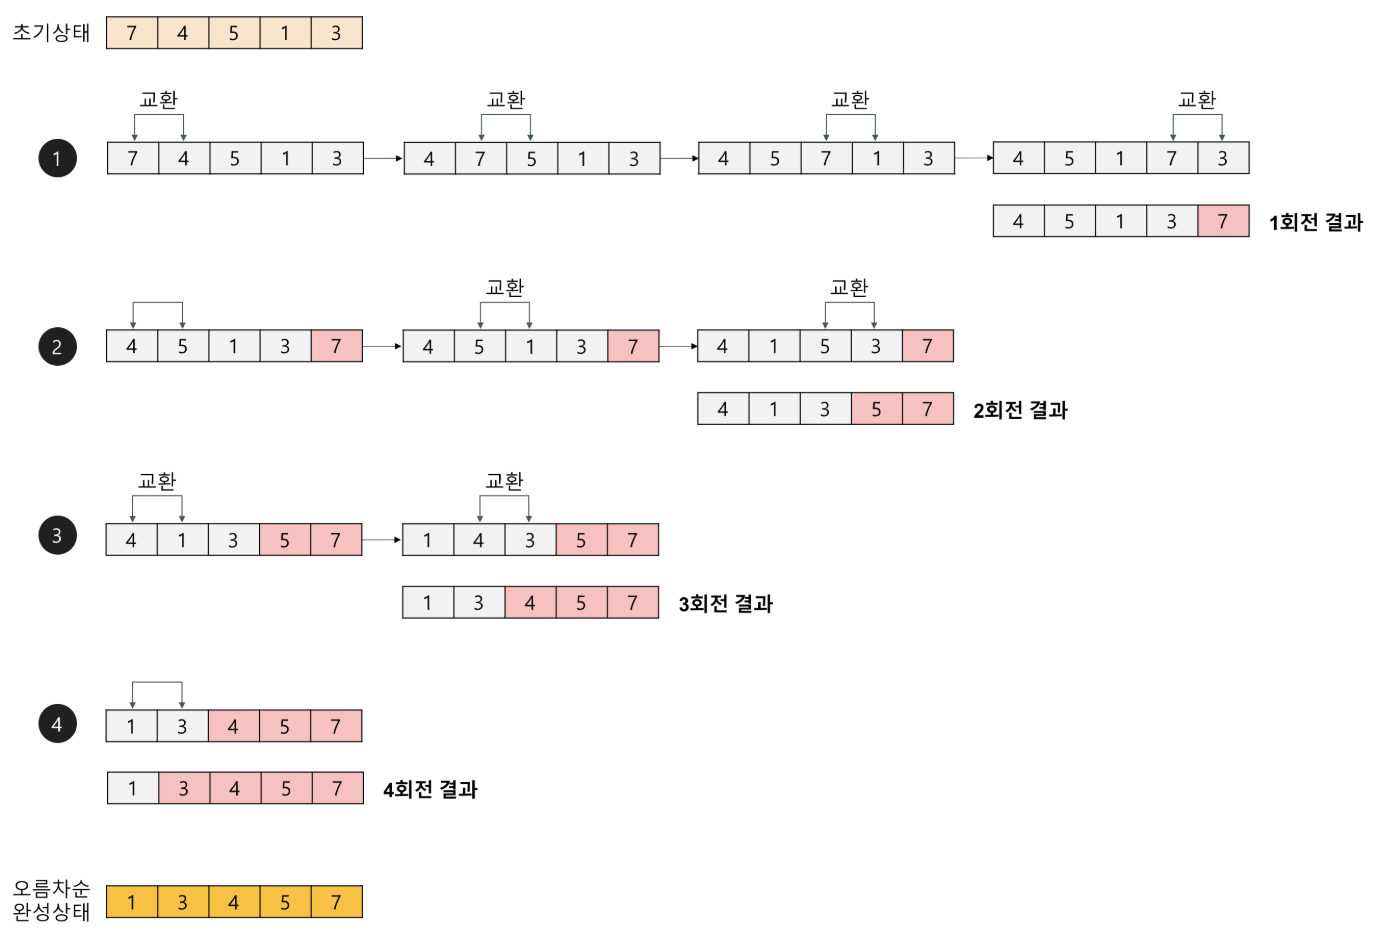 초기상태 7 4 5 1 3
교환 교환 교환 교환
1 7 4 5 1 3 4 7 5 1 3 4 5 7 1 3 4 5 1 7 3
4 5 1 3 7 1회전 결과
교환 교환
2 4 5 1 3 7 4 5 1 3 7 4 1 5 3 7
4 1 3 5 7 2회전 결과
교환 교환
3 4 1 3 5 7 1 4 3 5 7
1 3 4 5 7 3회전 결과
4 1 3 4 5 7
1 3 4 5 7 4회전 결과
오름차순
완성상태 1 3 4 5 7